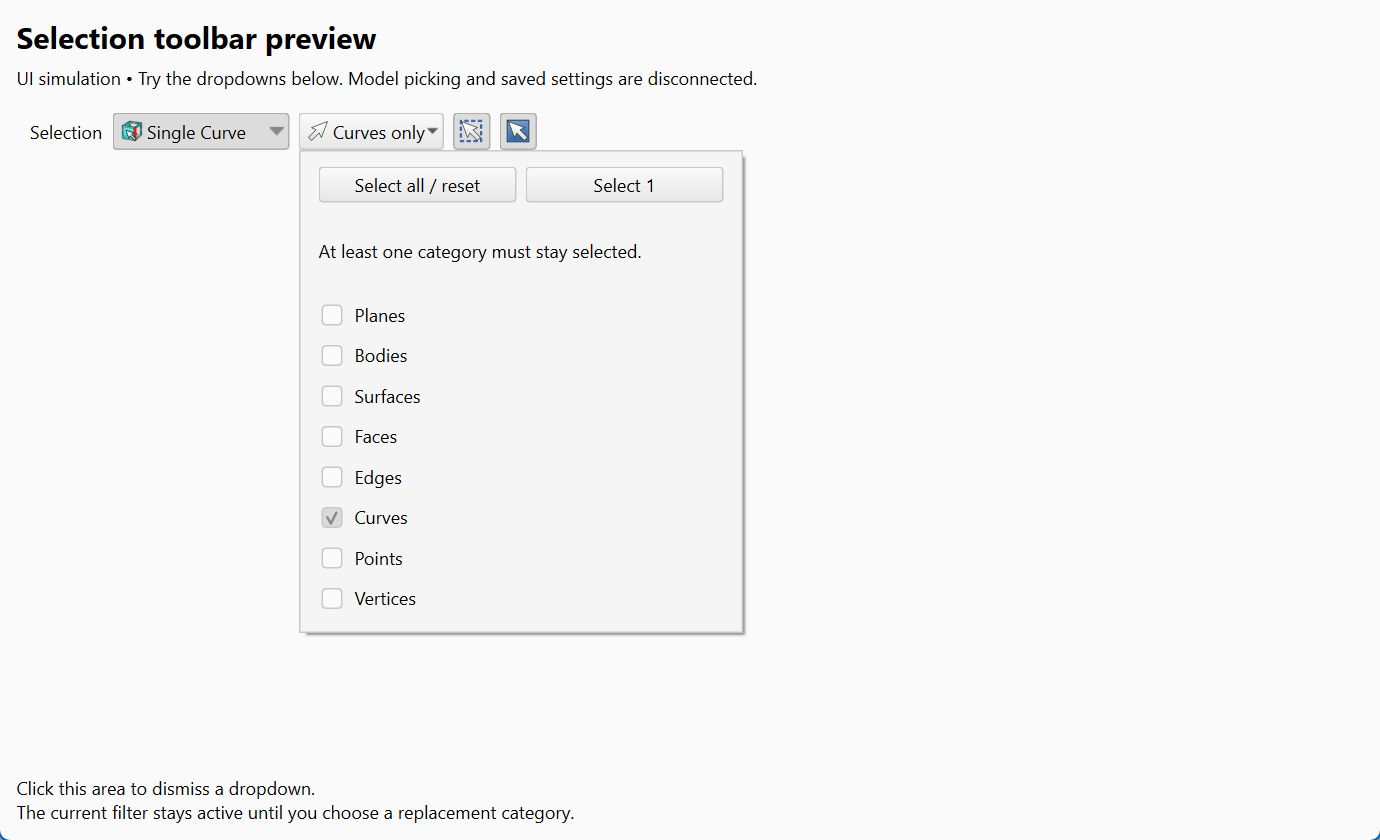 Selection toolbar preview
UI simulation • Try the dropdowns below. Model picking and saved settings are disconnected.
Selection Single Curve Curves only
Select all / reset Select 1
At least one category must stay selected.
Planes
Bodies
Surfaces
Faces
Edges
Curves
Points
Vertices
Click this area to dismiss a dropdown.
The current filter stays active until you choose a replacement category.